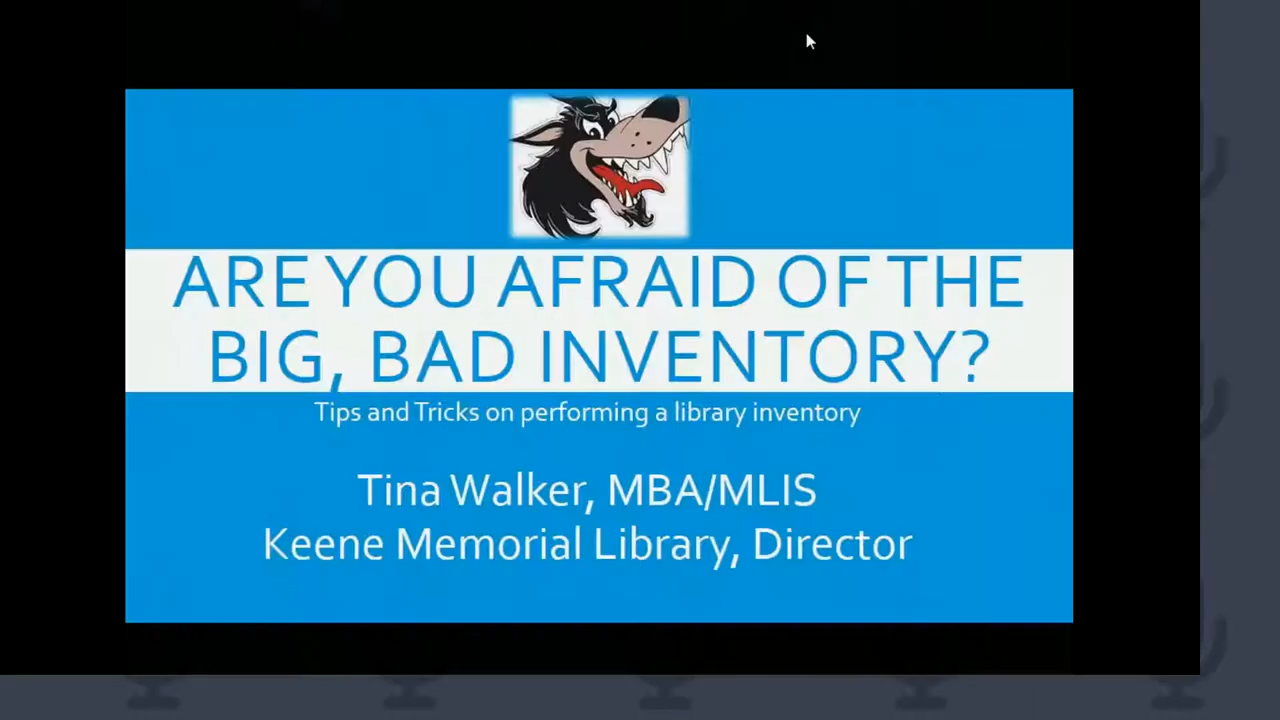 ARE YOU AFRAID OF THE
BIG, BAD INVENTORY?
Tips and Tricks on performing a library inventory
Tina Walker, MBA/MLIS
Keene Memorial Library, Director